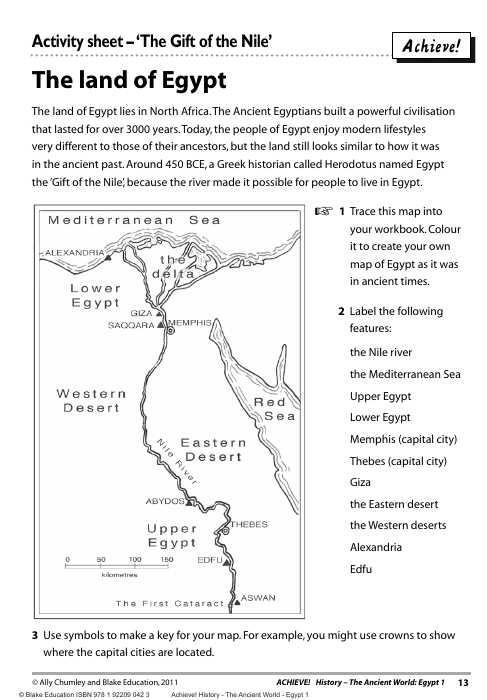 Activity sheet – 'The Gift of the Nile'
Achieve!
The land of Egypt
The land of Egypt lies in North Africa. The Ancient Egyptians built a powerful civilisation
that lasted for over 3000 years. Today, the people of Egypt enjoy modern lifestyles
very different to those of their ancestors, but the land still looks similar to how it was
in the ancient past. Around 450 BCE, a Greek historian called Herodotus named Egypt
the 'Gift of the Nile', because the river made it possible for people to live in Egypt.
Mediterranean Sea
ALEXANDRIA
the
delta
Lower
Egypt
GIZA
SAQQARA
MEMPHIS
Western
Desert
Red
Sea
Nile River
Eastern
Desert
ABYDOS
Upper
Egypt
THEBES
EDFU
0 50 100 150
kilometres
The First Cataract
ASWAN
1 Trace this map into
your workbook. Colour
it to create your own
map of Egypt as it was
in ancient times.
2 Label the following
features:
the Nile river
the Mediterranean Sea
Upper Egypt
Lower Egypt
Memphis (capital city)
Thebes (capital city)
Giza
the Eastern desert
the Western deserts
Alexandria
Edfu
3 Use symbols to make a key for your map. For example, you might use crowns to show
where the capital cities are located.
© Ally Chumley and Blake Education, 2011
ACHIEVE! History – The Ancient World: Egypt 1 13
© Blake Education ISBN 978 1 92209 042 3 Achieve! History - The Ancient World - Egypt 1